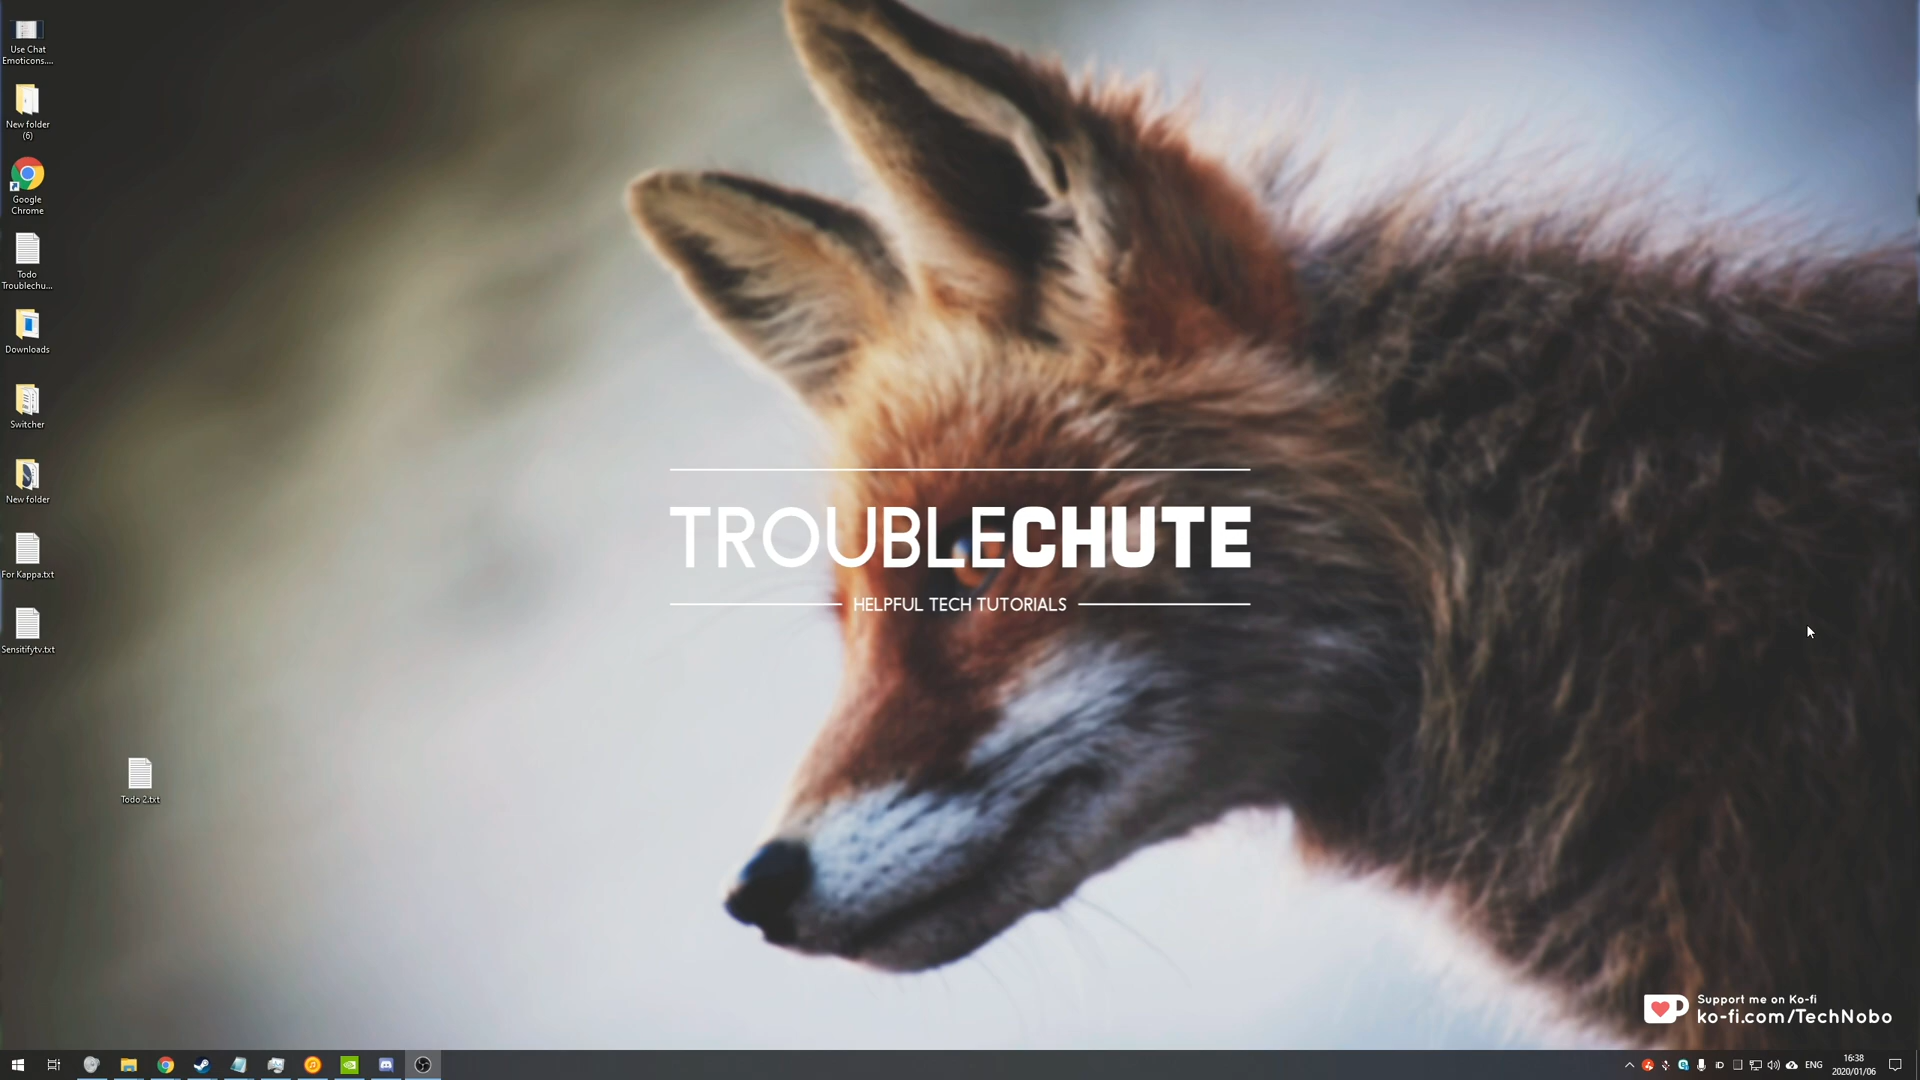 Use Chat
Emoticons....
New folder
(6)
Google
Chrome
Todo
Troublechu...
Downloads
Switcher
New folder
For Kappa.txt
Sensitifytv.txt
Todo 2.txt
TROUBLECHUTE
HELPFUL TECH TUTORIALS
Support me on Ko-fi
ko-fi.com/TechNobo
ENG
16:38
2020/01/06